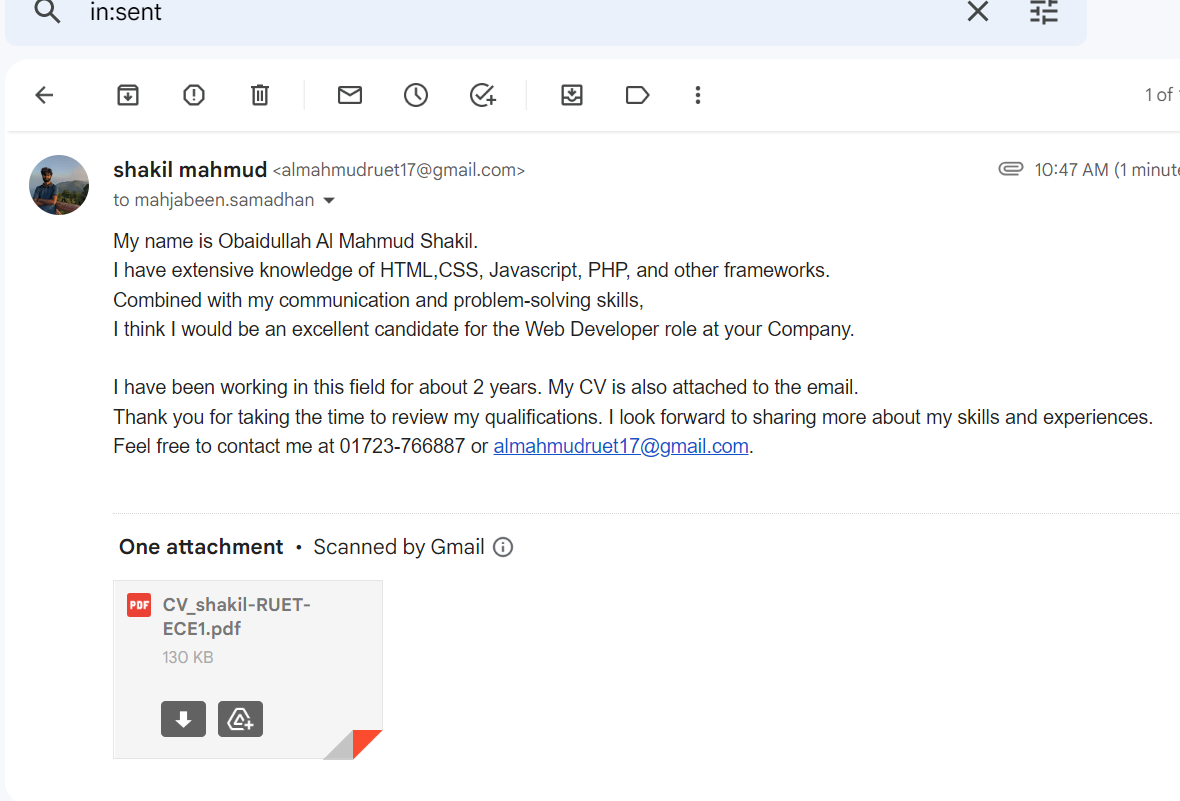 in:sent
1 of
shakil mahmud <almahmudruet17@gmail.com>
10:47 AM (1 minute
to mahjabeen.samadhan
My name is Obaidullah Al Mahmud Shakil.
I have extensive knowledge of HTML,CSS, Javascript, PHP, and other frameworks.
Combined with my communication and problem-solving skills,
I think I would be an excellent candidate for the Web Developer role at your Company.
I have been working in this field for about 2 years. My CV is also attached to the email.
Thank you for taking the time to review my qualifications. I look forward to sharing more about my skills and experiences.
Feel free to contact me at 01723-766887 or almahmudruet17@gmail.com.
One attachment • Scanned by Gmail
PDF CV_shakil-RUET-
ECE1.pdf
130 KB